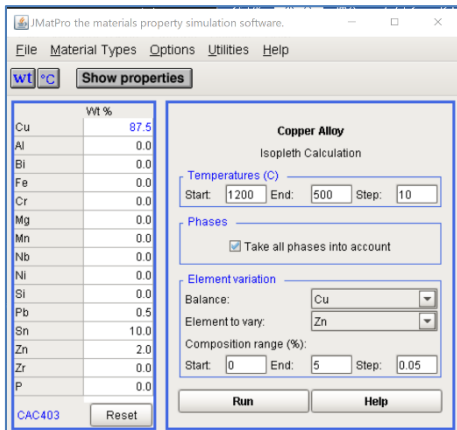 JMatPro the materials property simulation software.
File Material Types Options Utilities Help
wt °C Show properties
Wt %
Cu 87.5
Al 0.0
Bi 0.0
Fe 0.0
Cr 0.0
Mg 0.0
Mn 0.0
Nb 0.0
Ni 0.0
Si 0.0
Pb 0.5
Sn 10.0
Zn 2.0
Zr 0.0
P 0.0
CAC403 Reset
Copper Alloy
Isopleth Calculation
Temperatures (C)
Start: 1200 End: 500 Step: 10
Phases
Take all phases into account
Element variation
Balance: Cu
Element to vary: Zn
Composition range (%):
Start: 0 End: 5 Step: 0.05
Run Help